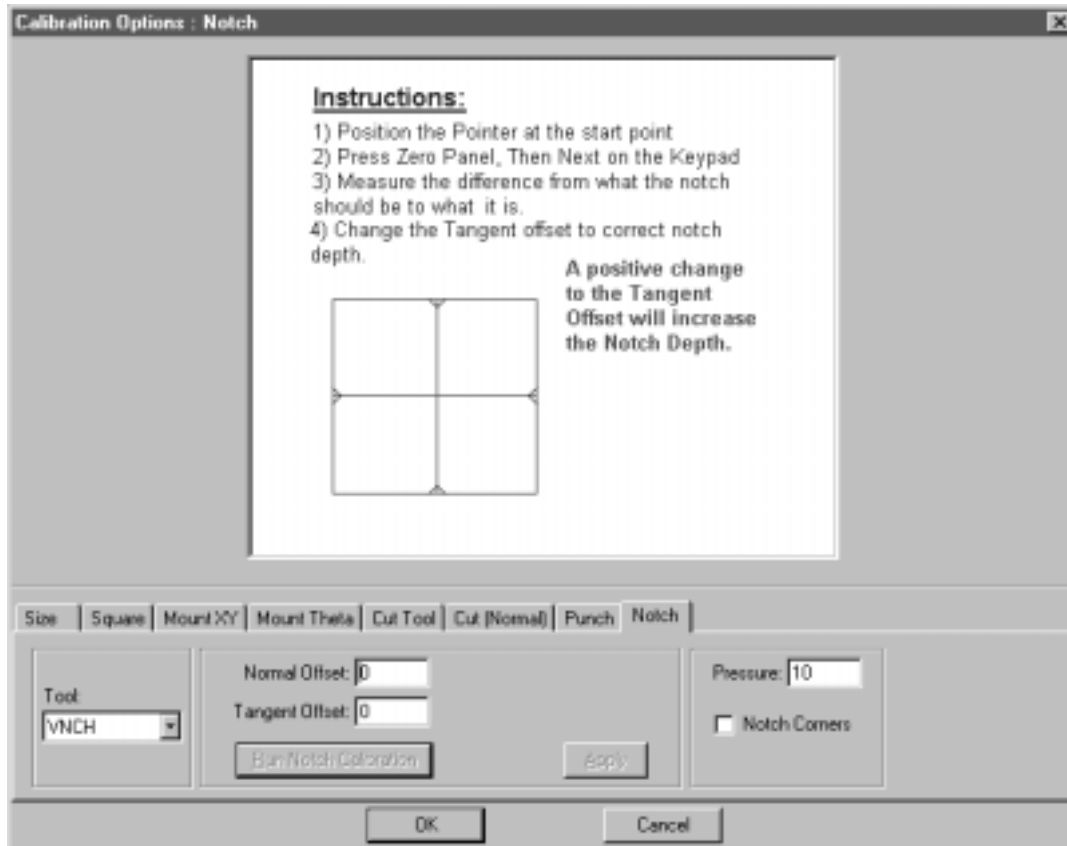 Calibration Options : Notch
Instructions:
1) Position the Pointer at the start point
2) Press Zero Panel, Then Next on the Keypad
3) Measure the difference from what the notch
should be to what it is.
4) Change the Tangent offset to correct notch
depth.
A positive change
to the Tangent
Offset will increase
the Notch Depth.
Size Square Mount XY Mount Theta Cut Tool Cut (Normal) Punch Notch
Tool:
VNCH
Normal Offset: 0
Tangent Offset: 0
Run Notch Calibration
Apply
Pressure: 10
Notch Corners
OK
Cancel